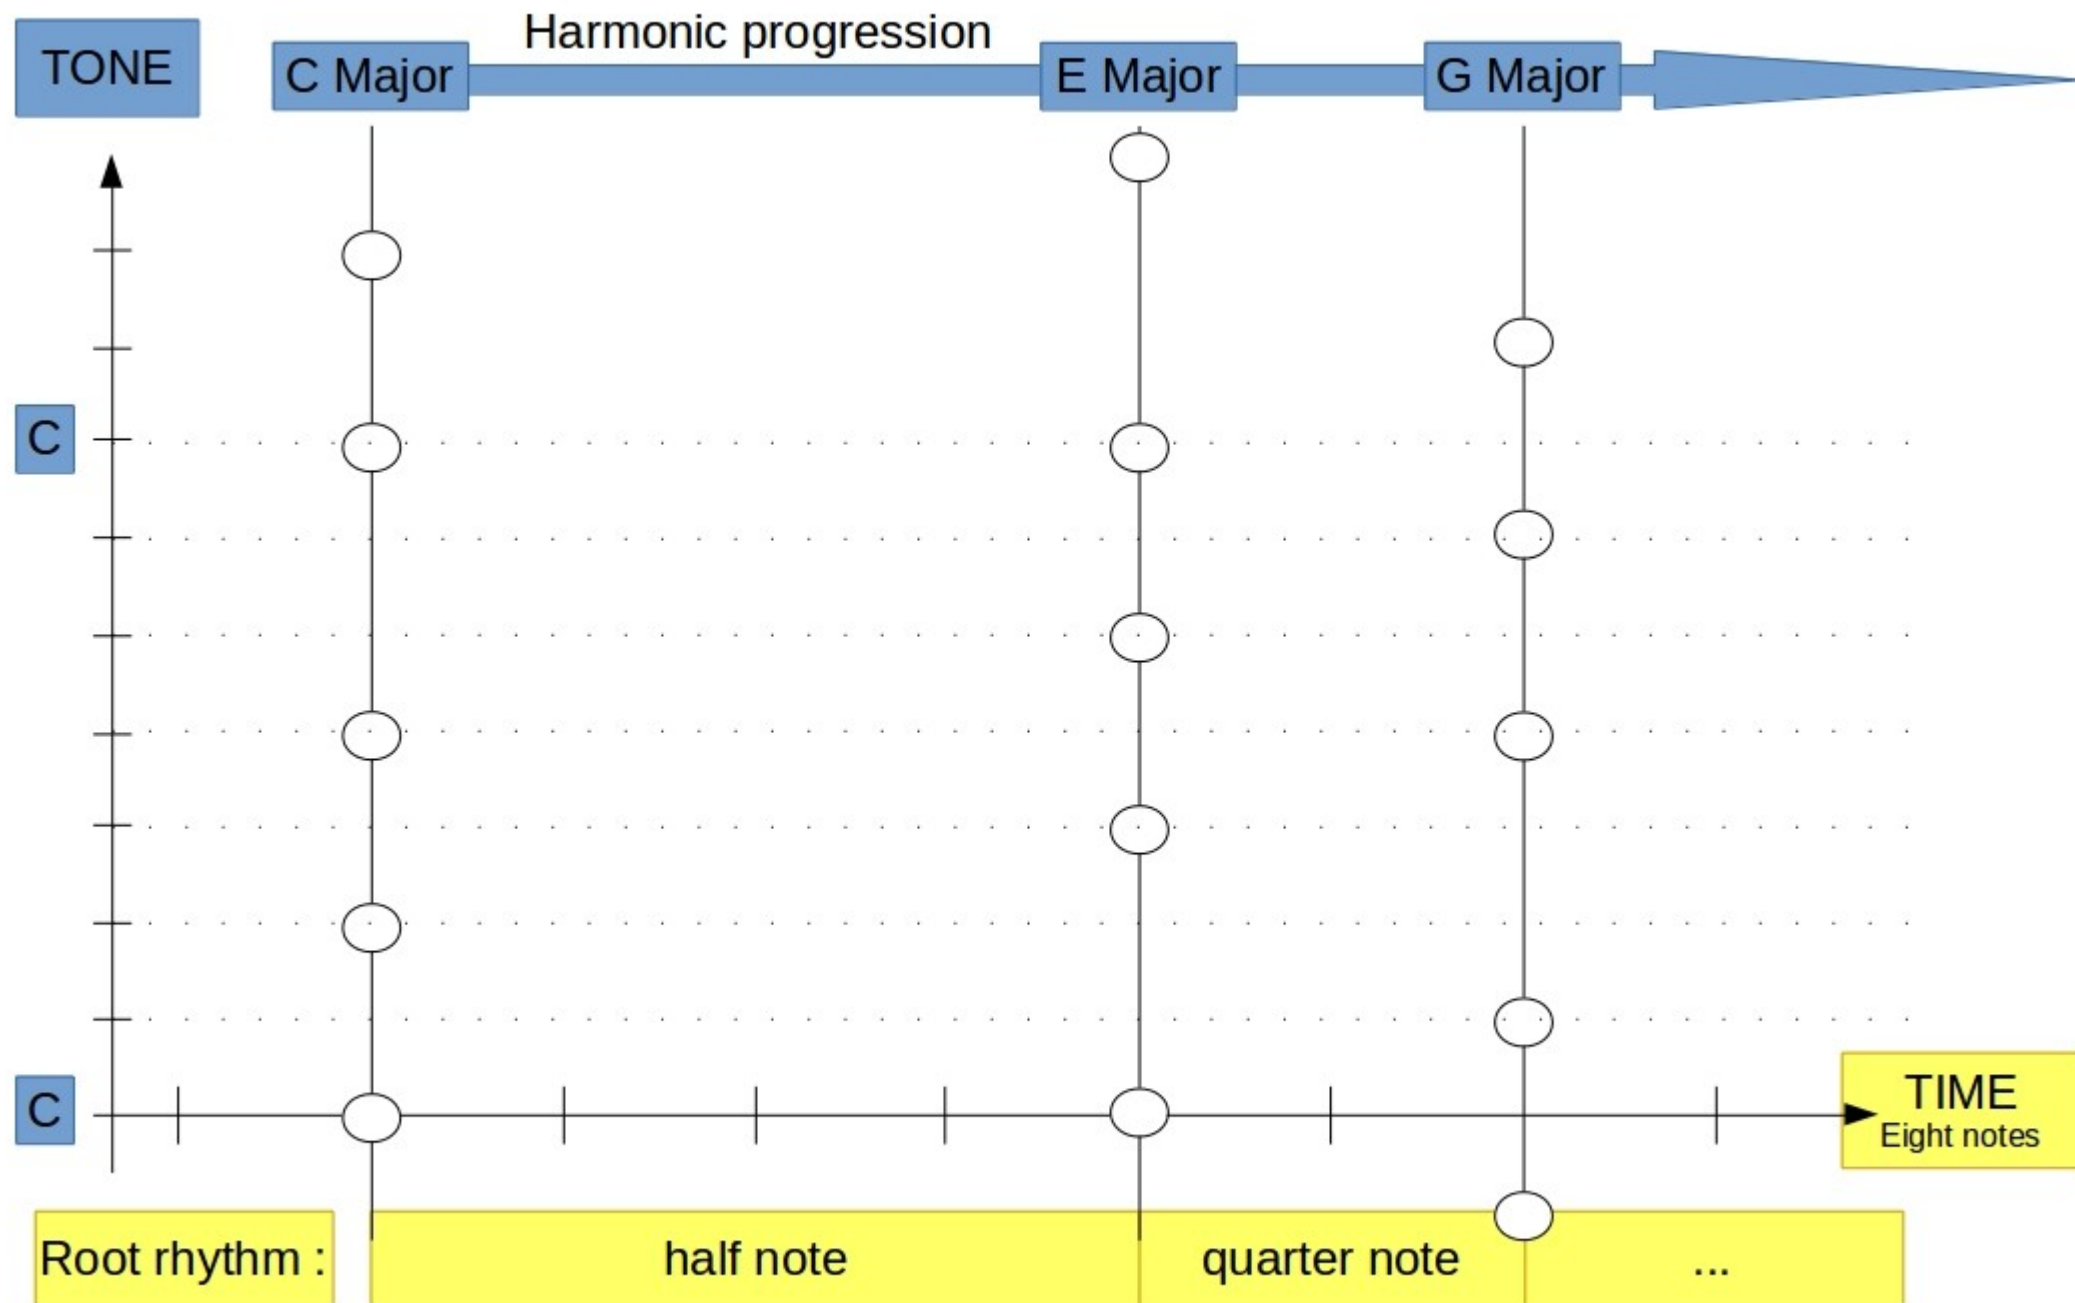 Harmonic progression
TONE
C Major
E Major
G Major
C
C
TIME
Eight notes
Root rhythm :
half note
quarter note
...